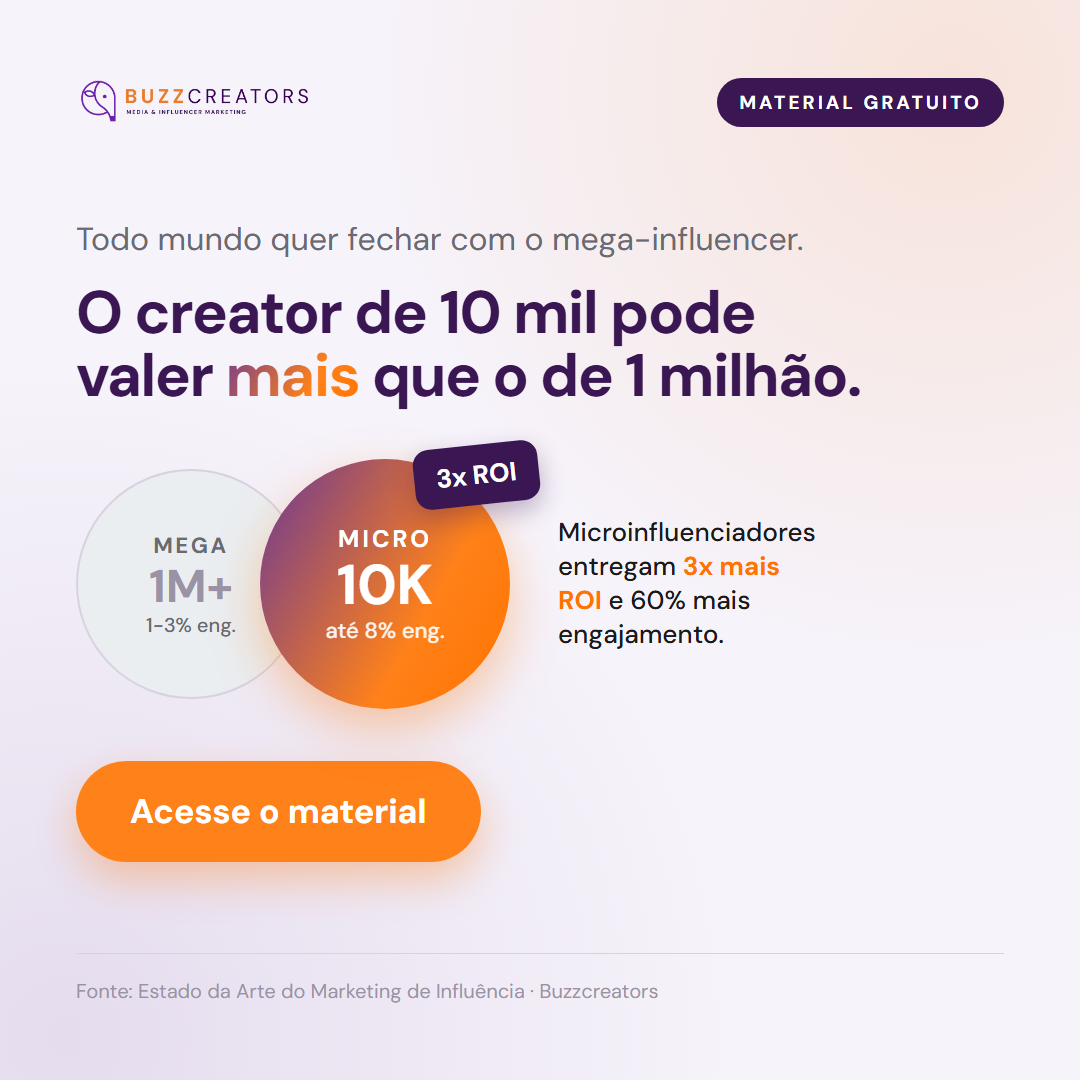 BUZZCREATORS
MEDIA & INFLUENCER MARKETING
MATERIAL GRATUITO
Todo mundo quer fechar com o mega-influencer.
O creator de 10 mil pode
valer mais que o de 1 milhão.
MEGA
1M+
1-3% eng.
MICRO
10K
até 8% eng.
3x ROI
Microinfluenciadores
entregam 3x mais
ROI e 60% mais
engajamento.
Acesse o material
Fonte: Estado da Arte do Marketing de Influência · Buzzcreators